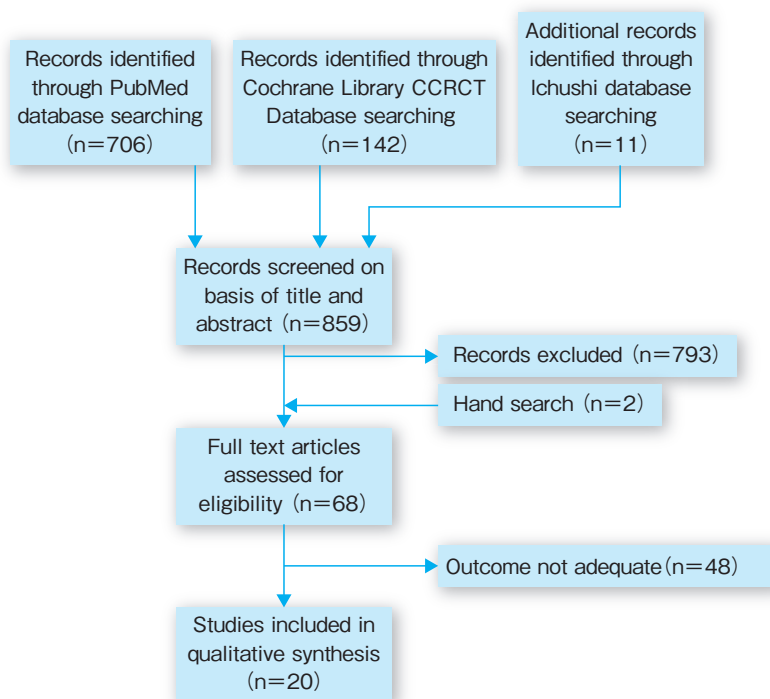 Records identified
through PubMed
database searching
(n=706)
Records identified through
Cochrane Library CCRCT
Database searching
(n=142)
Additional records
identified through
Ichushi database
searching
(n=11)
Records screened on
basis of title and
abstract (n=859)
Records excluded (n=793)
Hand search (n=2)
Full text articles
assessed for
eligibility (n=68)
Outcome not adequate(n=48)
Studies included in
qualitative synthesis
(n=20)